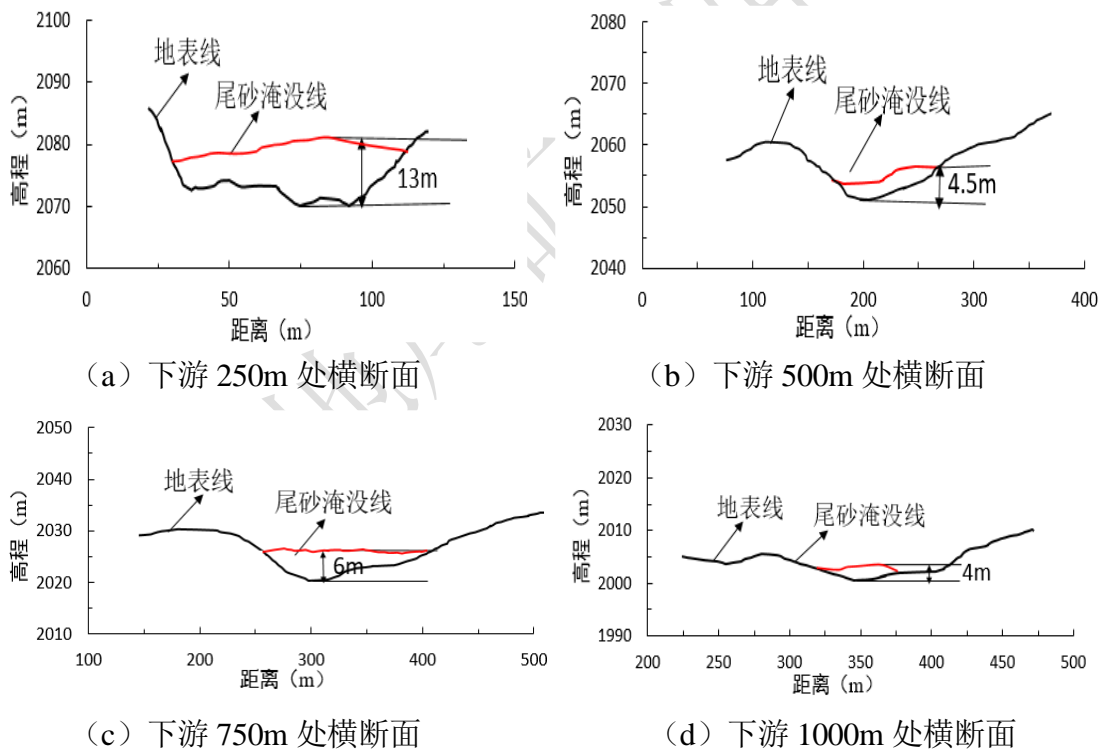 2100
2090
2080
2070
2060
高程（m）
地表线
尾砂淹没线
13m
0
50
100
150
距离（m）
（a）下游 250m 处横断面
2080
2070
2060
2050
2040
高程（m）
地表线
尾砂淹没线
4.5m
0
100
200
300
400
距离（m）
（b）下游 500m 处横断面
2050
2040
2030
2020
2010
高程（m）
地表线
尾砂淹没线
6m
100
200
300
400
500
距离（m）
（c）下游 750m 处横断面
2030
2020
2010
2000
1990
高程（m）
地表线
尾砂淹没线
4m
200
250
300
350
400
450
500
距离（m）
（d）下游 1000m 处横断面